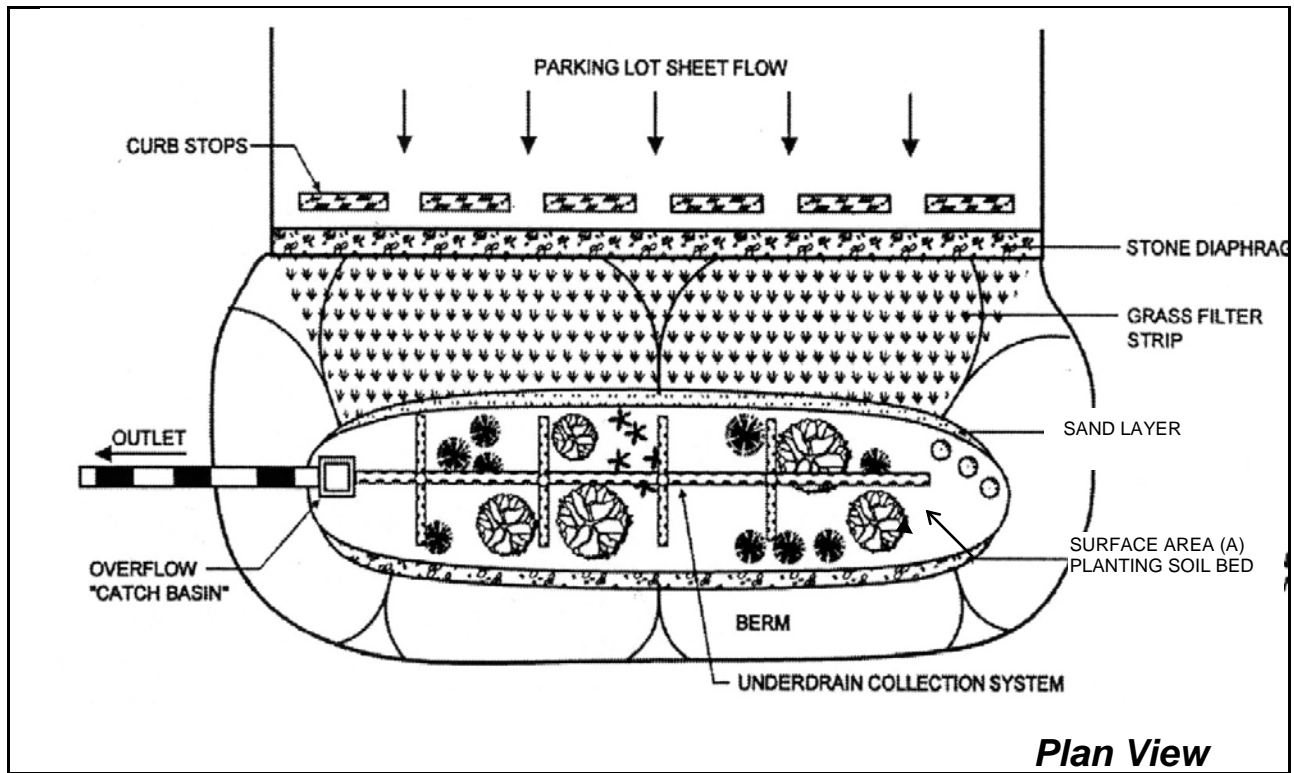 PARKING LOT SHEET FLOW
CURB STOPS
STONE DIAPHRAG
GRASS FILTER
STRIP
SAND LAYER
OUTLET
SURFACE AREA (A)
PLANTING SOIL BED
OVERFLOW
"CATCH BASIN"
BERM
UNDERDRAIN COLLECTION SYSTEM
Plan View